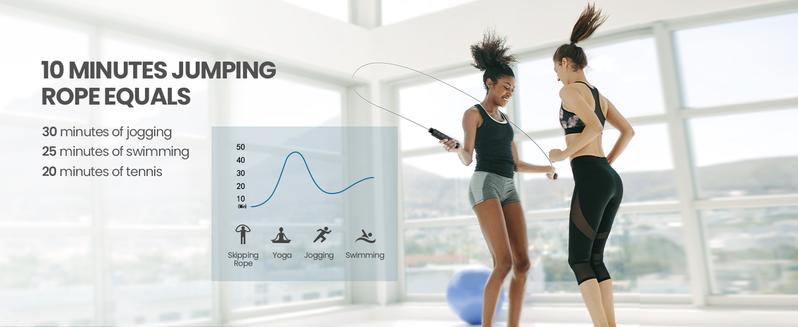 10 MINUTES JUMPING
ROPE EQUALS
30 minutes of jogging
25 minutes of swimming
20 minutes of tennis
50
40
30
20
10
Skipping Yoga Jogging Swimming
Rope